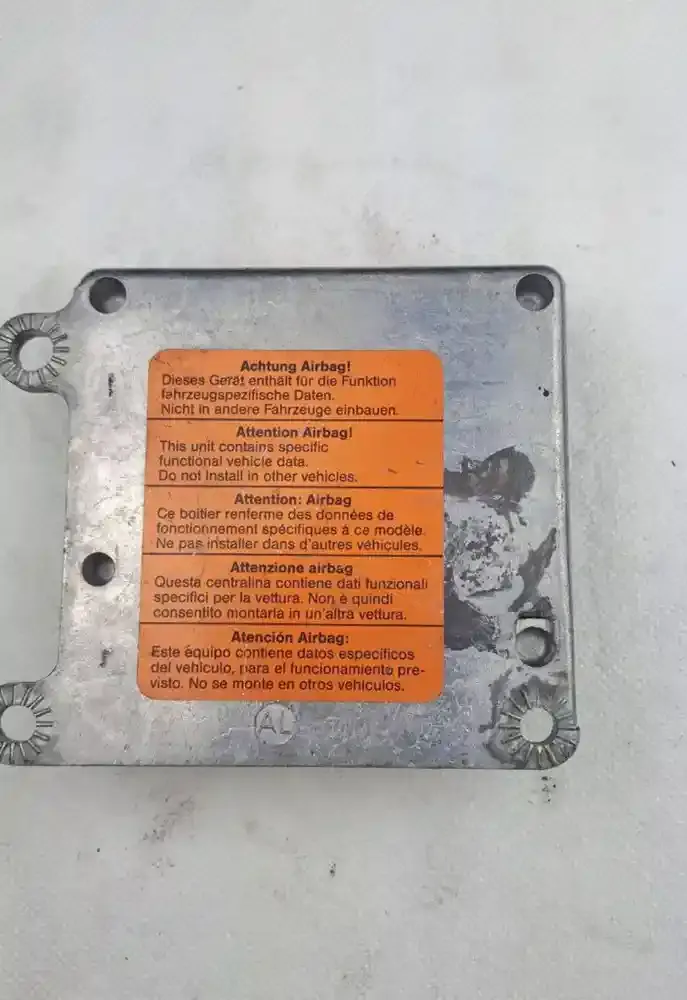 Achtung Airbag!
Dieses Gerät enthält für die Funktion
fahrzeugspezifische Daten.
Nicht in andere Fahrzeuge einbauen.
Attention Airbag!
This unit contains specific
functional vehicle data.
Do not install in other vehicles.
Attention: Airbag
Ce boitier renferme des données de
fonctionnement spécifiques à ce modèle.
Ne pas installer dans d'autres véhicules.
Attenzione airbag
Questa centralina contiene dati funzionali
specifici per la vettura. Non è quindi
consentito montarla in un'altra vettura.
Atención Airbag:
Este équipo contiene datos específicos
del vehículo, para el funcionamiento pre-
visto. No se monte en otros vehículos.
AL